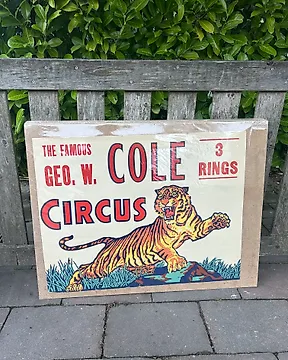 THE FAMOUS
GEO. W. COLE
3
RINGS
CIRCUS